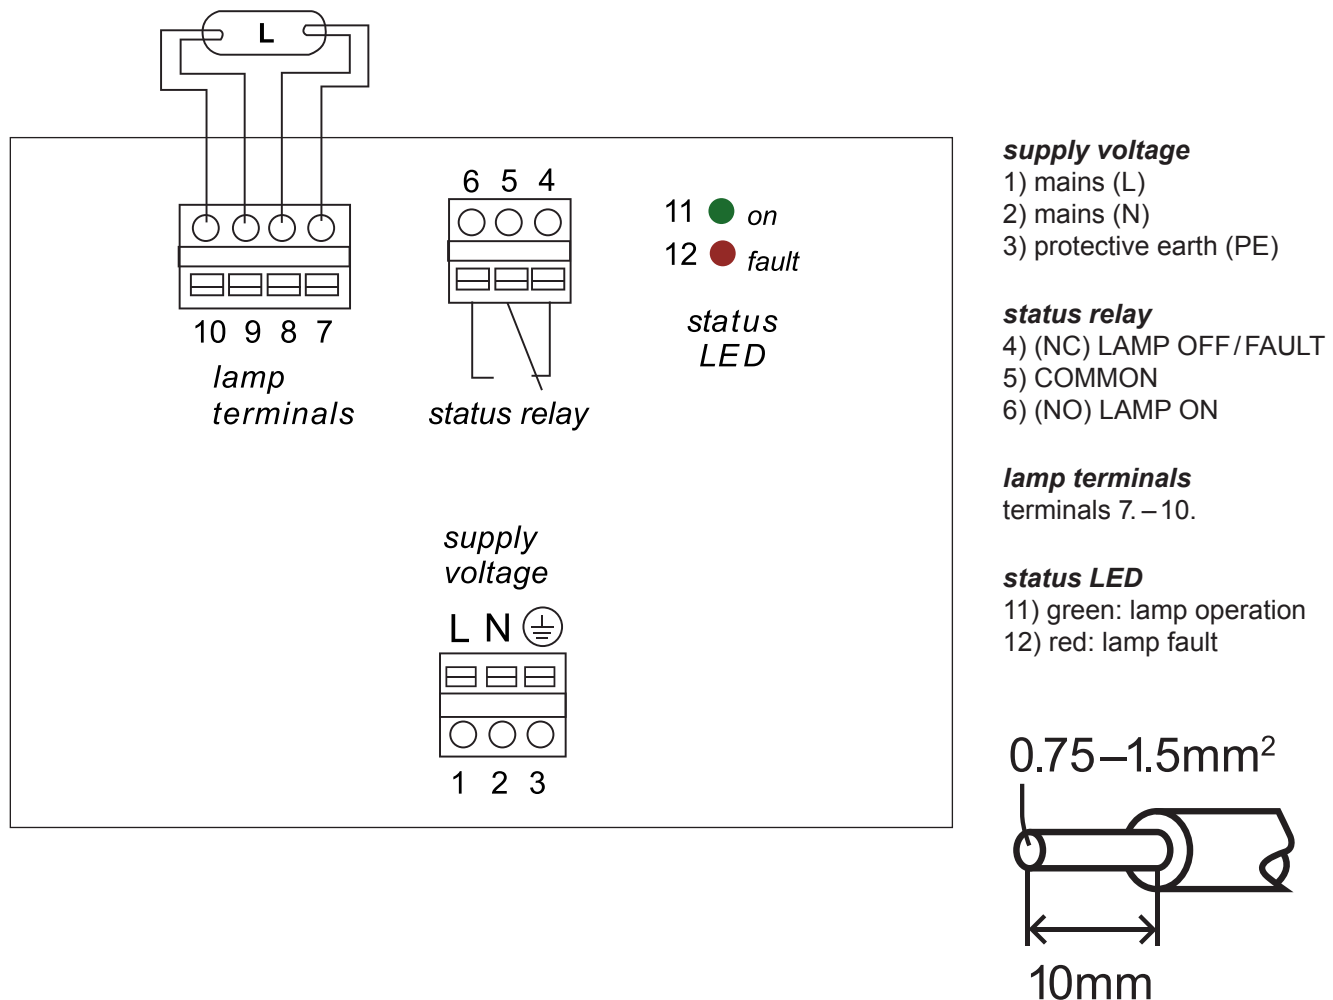 L
6 5 4
11 on
12 fault
status
LED
10 9 8 7
lamp
terminals
status relay
supply
voltage
L N
1 2 3
supply voltage
1) mains (L)
2) mains (N)
3) protective earth (PE)
status relay
4) (NC) LAMP OFF/FAULT
5) COMMON
6) (NO) LAMP ON
lamp terminals
terminals 7.–10.
status LED
11) green: lamp operation
12) red: lamp fault
0.75–1.5mm²
10mm